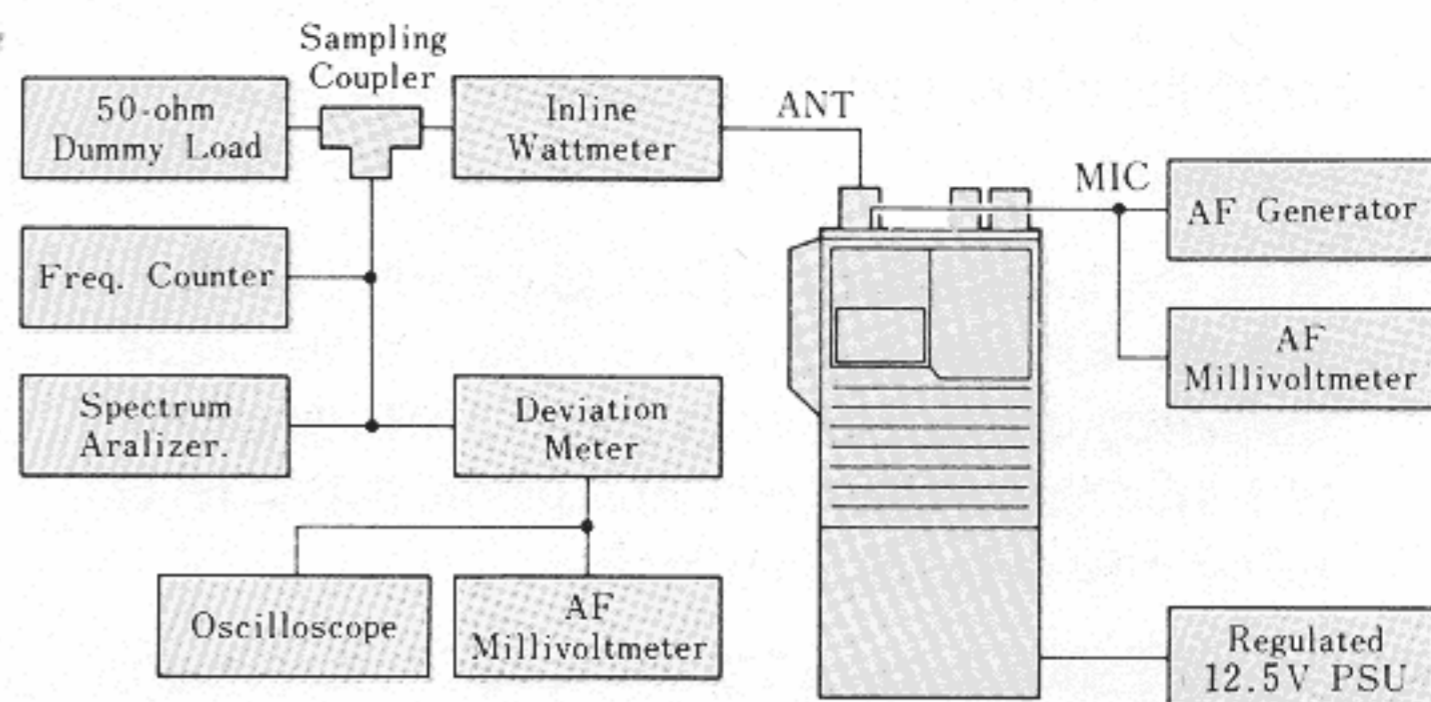 Sampling
Coupler
50-ohm
Dummy Load
Inline
Wattmeter
ANT
MIC
AF Generator
Freq. Counter
AF
Millivoltmeter
Spectrum
Aralizer.
Deviation
Meter
Oscilloscope
AF
Millivoltmeter
Regulated
12.5V PSU